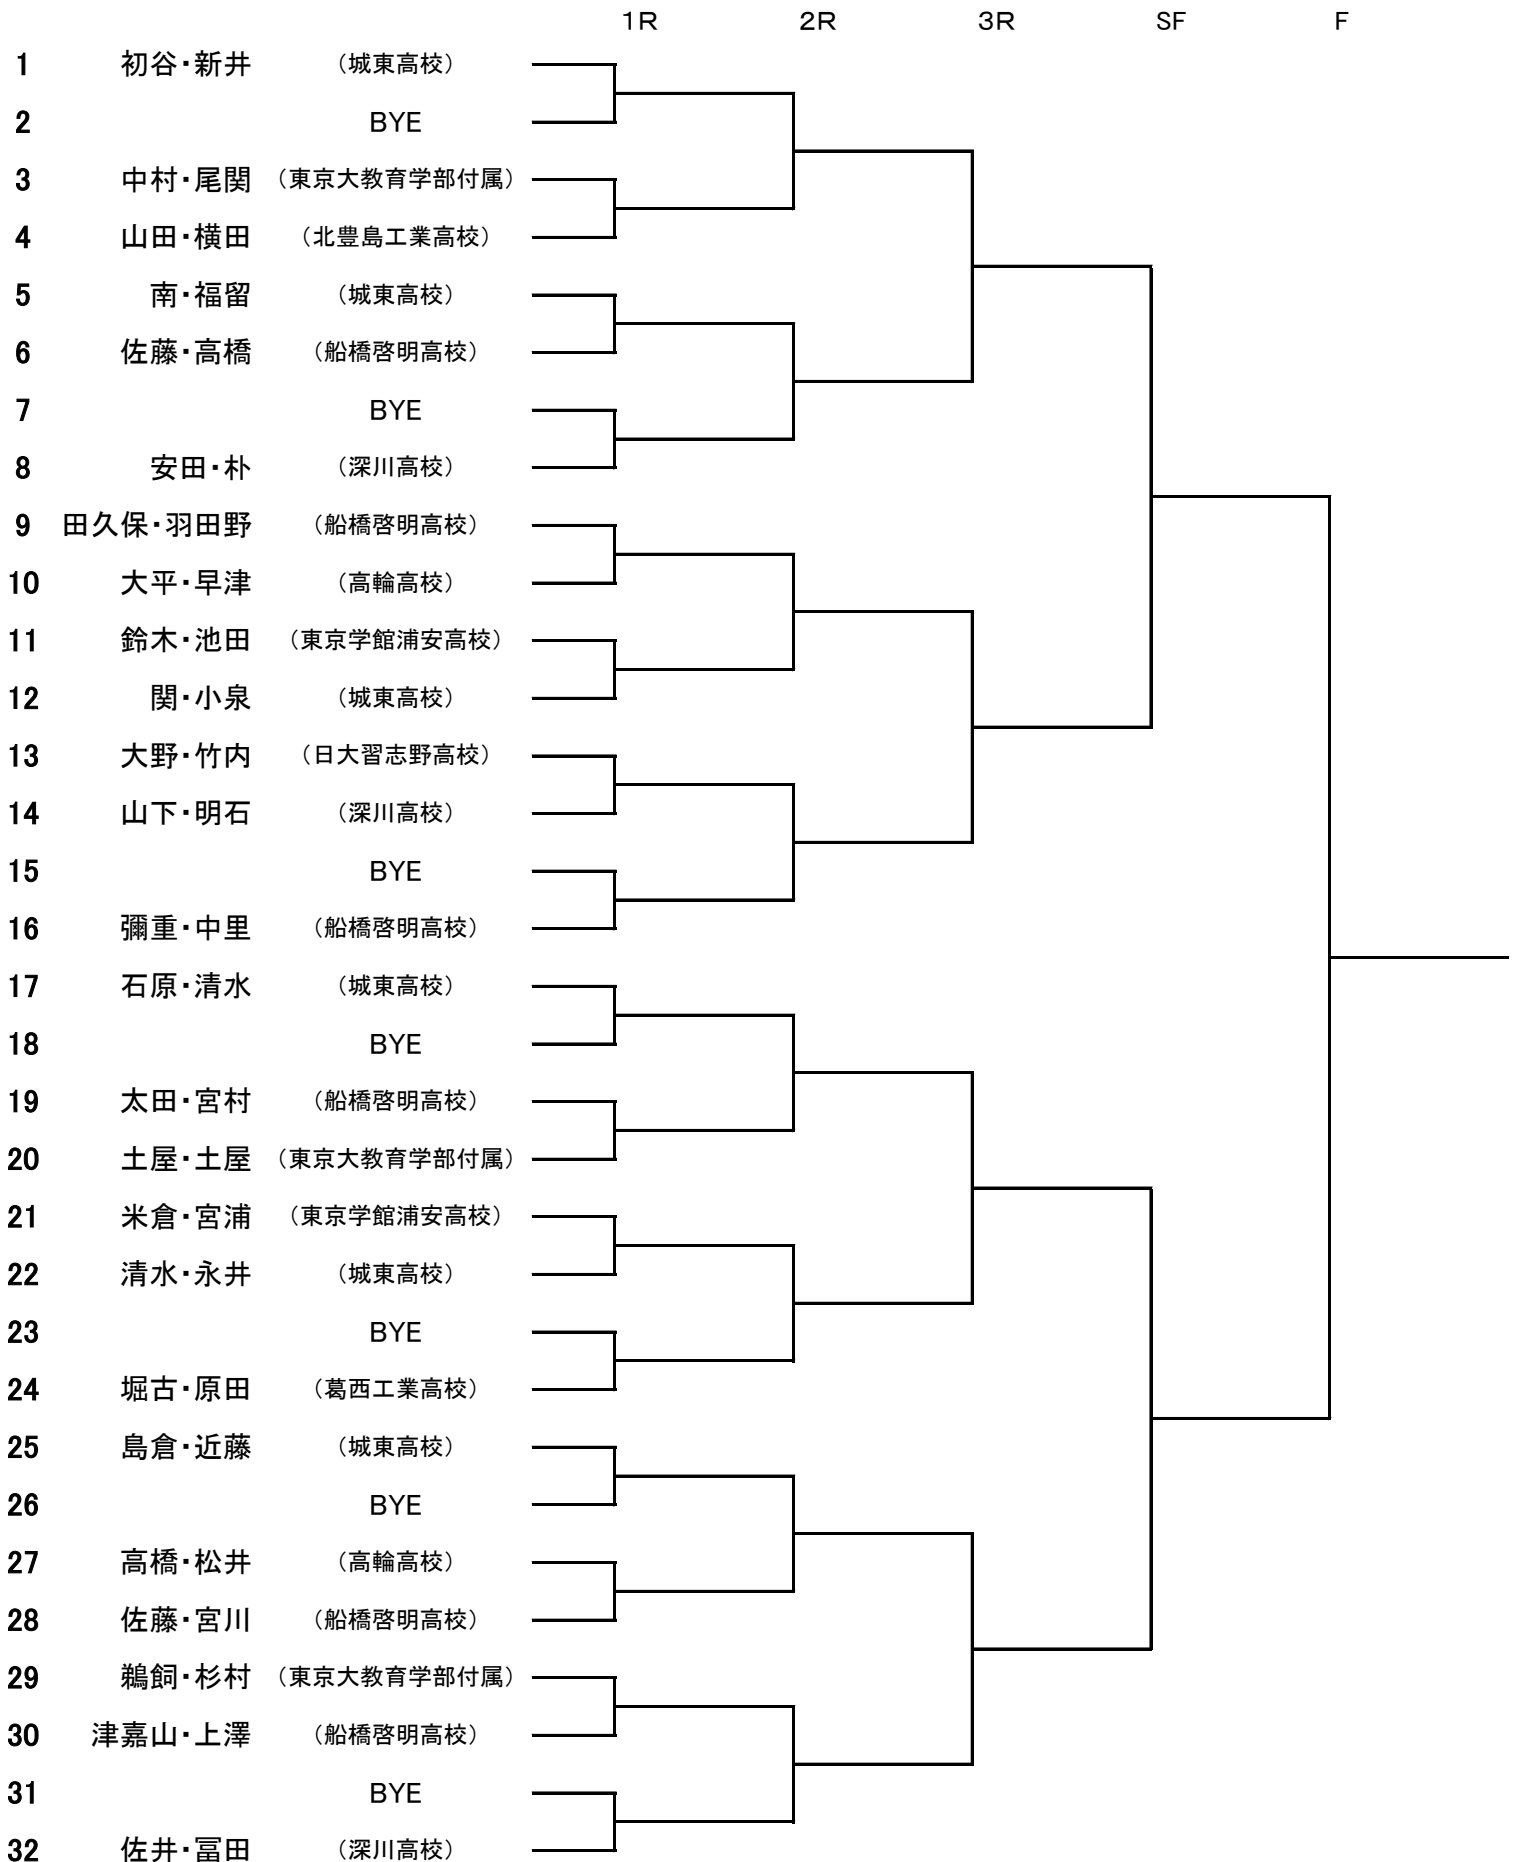 1R 2R 3R SF F
1 初谷・新井 （城東高校）
2 BYE
3 中村・尾関 （東京大教育学部付属）
4 山田・横田 （北豊島工業高校）
5 南・福留 （城東高校）
6 佐藤・高橋 （船橋啓明高校）
7 BYE
8 安田・朴 （深川高校）
9 田久保・羽田野 （船橋啓明高校）
10 大平・早津 （高輪高校）
11 鈴木・池田 （東京学館浦安高校）
12 関・小泉 （城東高校）
13 大野・竹内 （日大習志野高校）
14 山下・明石 （深川高校）
15 BYE
16 彌重・中里 （船橋啓明高校）
17 石原・清水 （城東高校）
18 BYE
19 太田・宮村 （船橋啓明高校）
20 土屋・土屋 （東京大教育学部付属）
21 米倉・宮浦 （東京学館浦安高校）
22 清水・永井 （城東高校）
23 BYE
24 堀古・原田 （葛西工業高校）
25 島倉・近藤 （城東高校）
26 BYE
27 高橋・松井 （高輪高校）
28 佐藤・宮川 （船橋啓明高校）
29 鵜飼・杉村 （東京大教育学部付属）
30 津嘉山・上澤 （船橋啓明高校）
31 BYE
32 佐井・冨田 （深川高校）